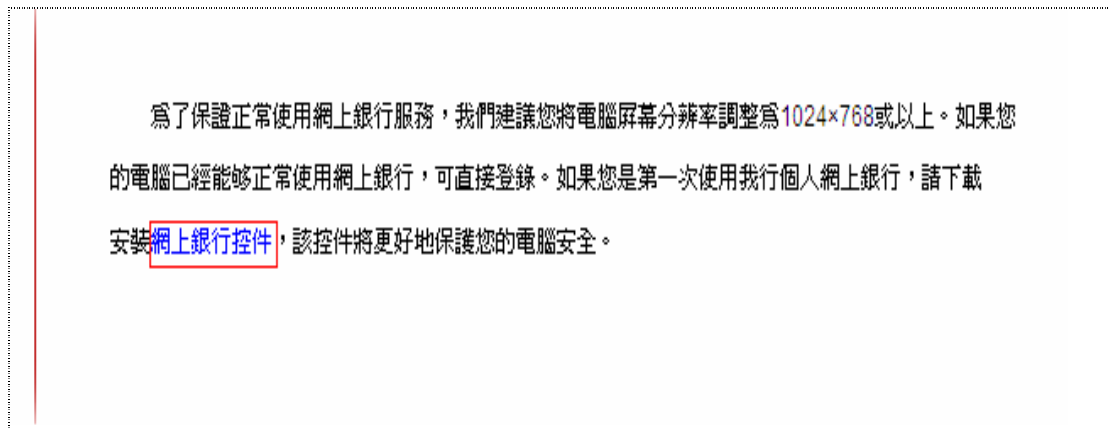 爲了保證正常使用網上銀行服務，我們建議您將電腦屏幕分辨率調整爲1024×768或以上。如果您
的電腦已經能够正常使用網上銀行，可直接登錄。如果您是第一次使用我行個人網上銀行，請下載
安裝網上銀行控件，該控件將更好地保護您的電腦安全。